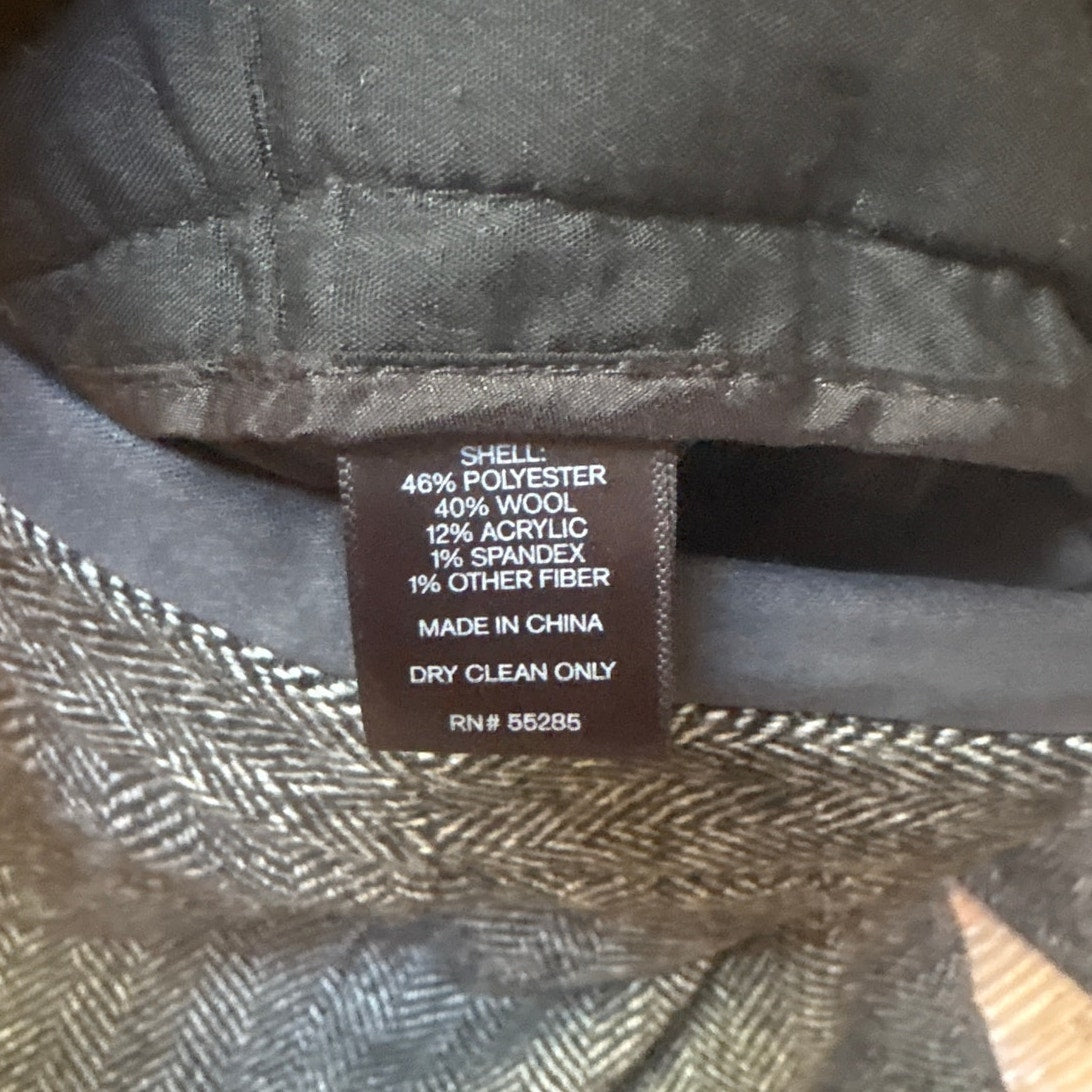 SHELL:
46% POLYESTER
40% WOOL
12% ACRYLIC
1% SPANDEX
1% OTHER FIBER
MADE IN CHINA
DRY CLEAN ONLY
RN# 55285